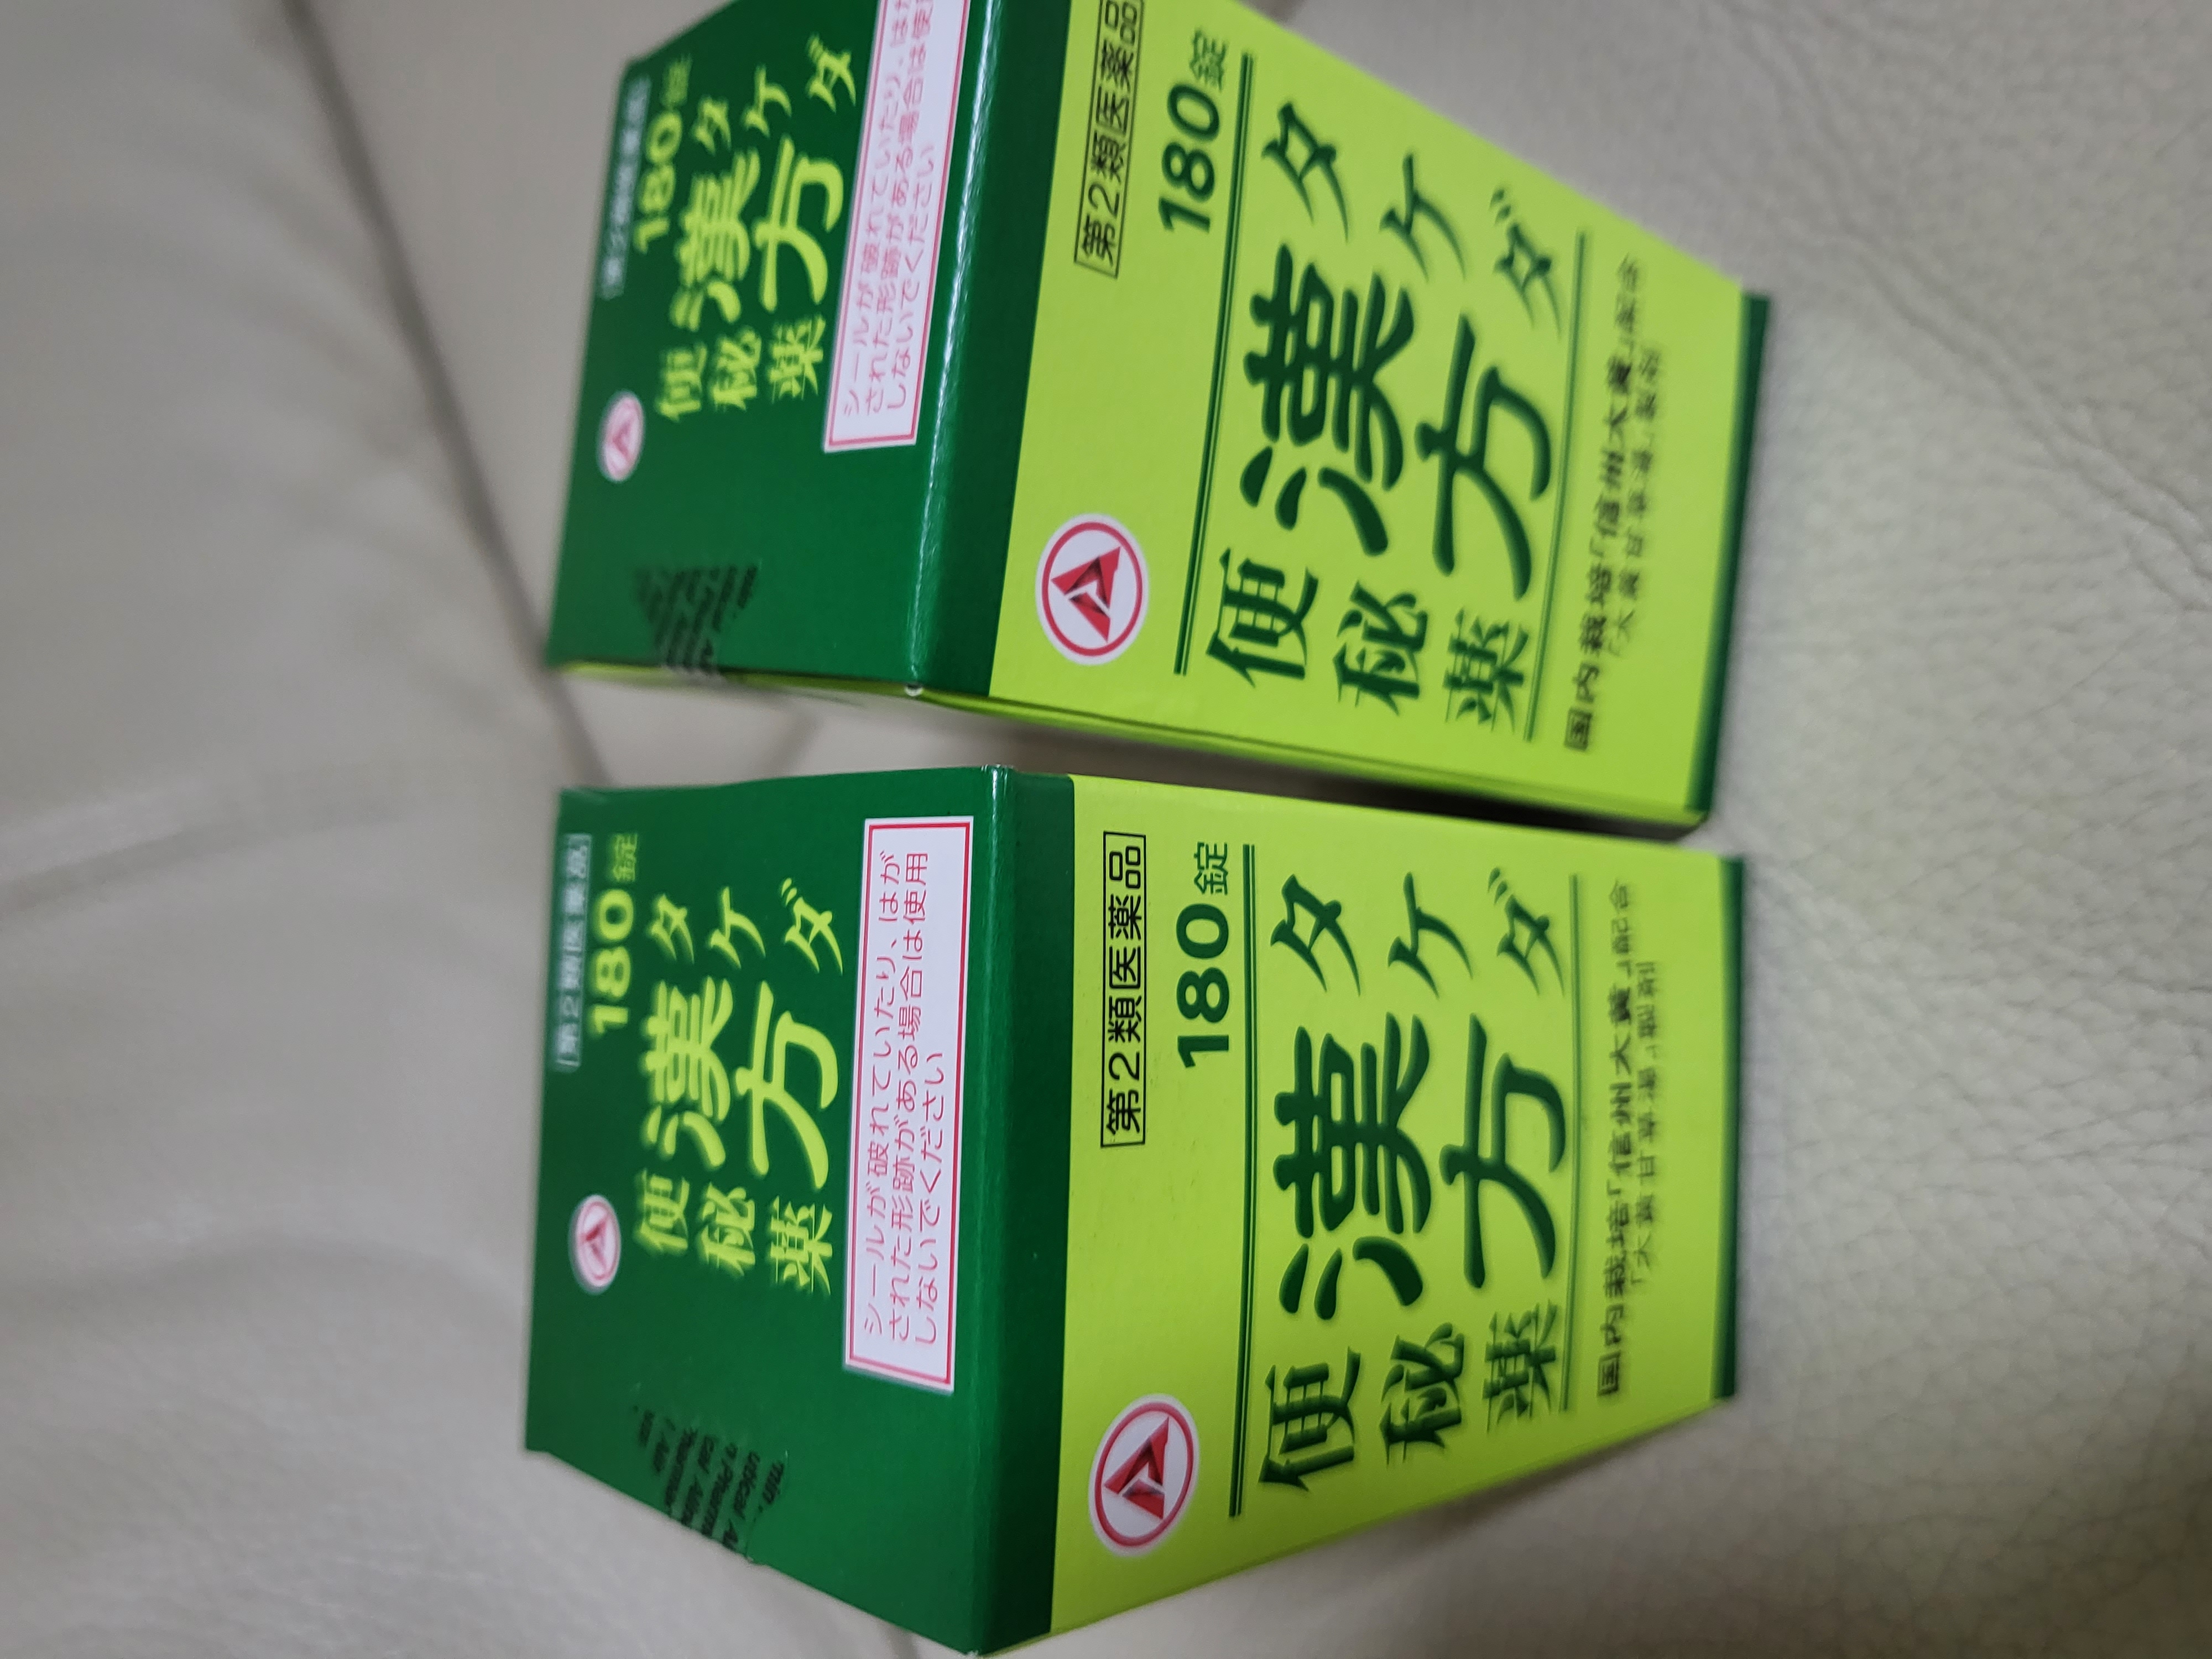 第2類医薬品
180錠
タケダ
漢方
便秘薬
シールが破れていたり、はが
された形跡がある場合は使用
しないでください
第2類医薬品
180錠
タケダ
漢方
便秘薬
国内栽培「信州大黄」配合
「大黄甘草湯」製剤
第2類医薬品
180錠
タケダ
漢方
便秘薬
シールが破れていたり、はが
された形跡がある場合は使用
しないでください
第2類医薬品
180錠
タケダ
漢方
便秘薬
国内栽培「信州大黄」配合
「大黄甘草湯」製剤